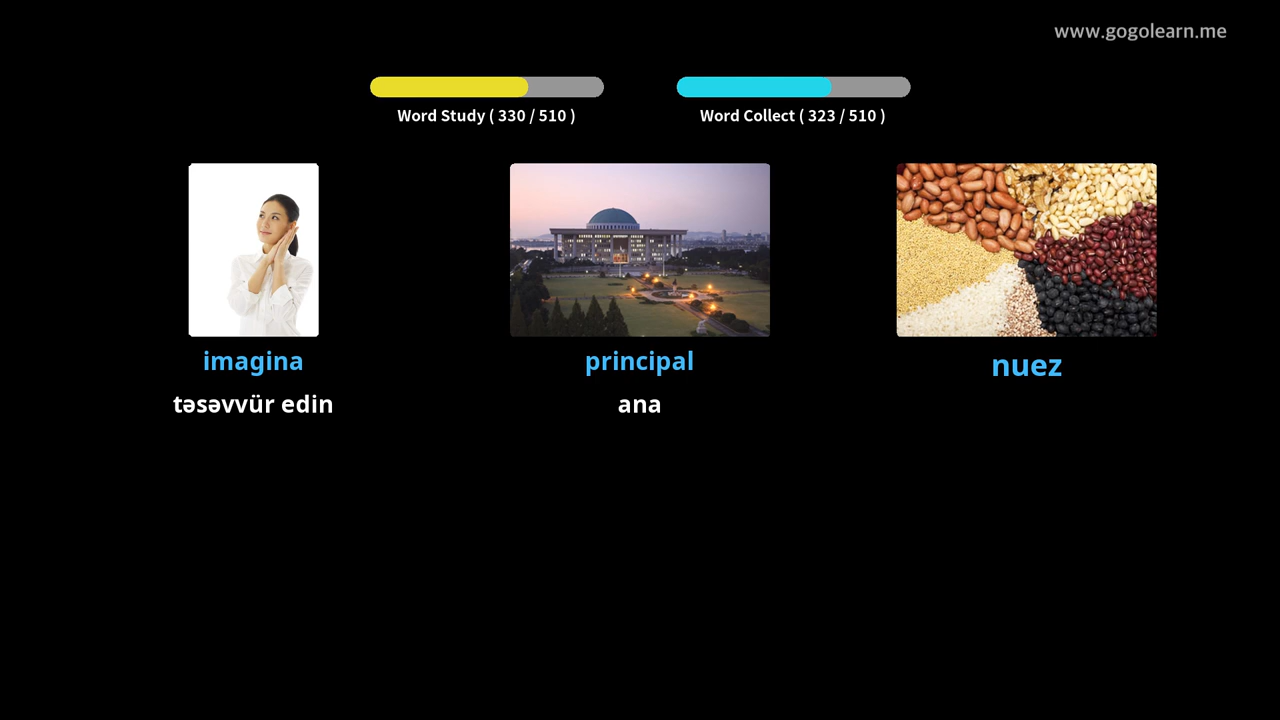 www.gogolearn.me
Word Study ( 330 / 510 )
Word Collect ( 323 / 510 )
imagina
principal
nuez
təsəvvür edin
ana